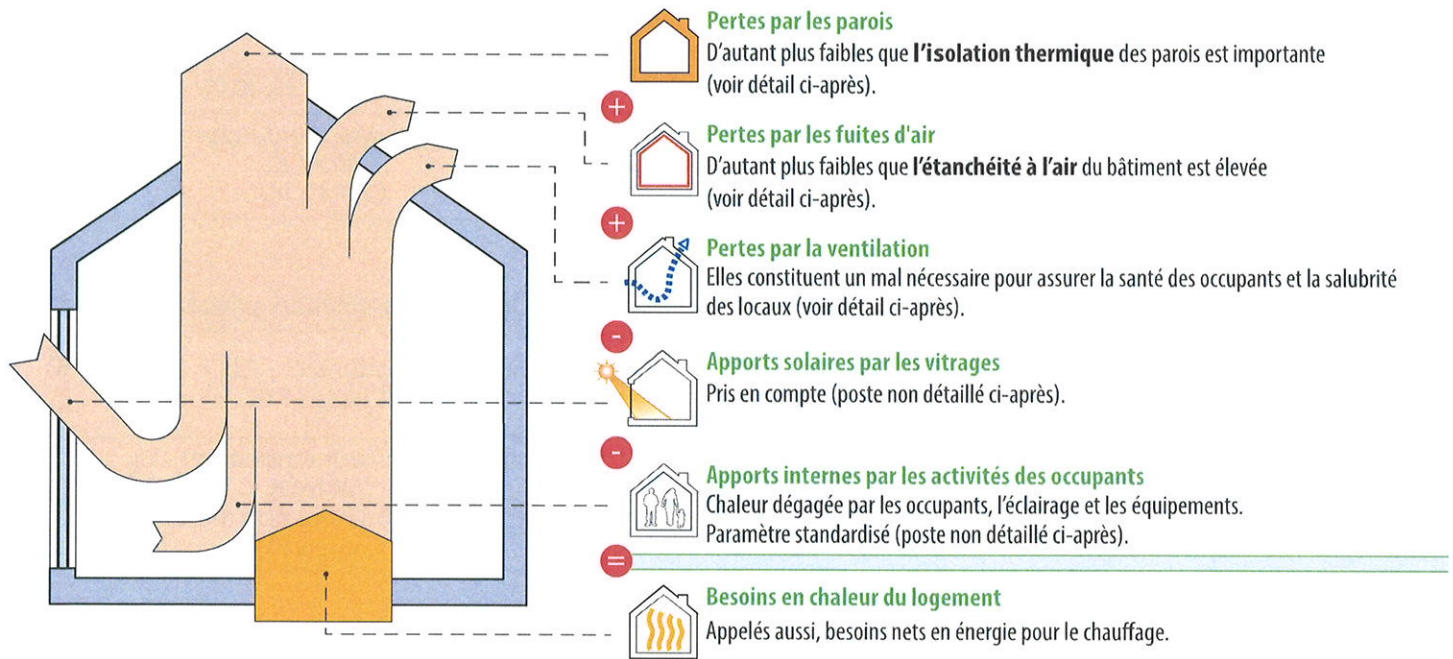 Pertes par les parois
D'autant plus faibles que l'isolation thermique des parois est importante
(voir détail ci-après).
+
Pertes par les fuites d'air
D'autant plus faibles que l'étanchéité à l'air du bâtiment est élevée
(voir détail ci-après).
+
Pertes par la ventilation
Elles constituent un mal nécessaire pour assurer la santé des occupants et la salubrité
des locaux (voir détail ci-après).
-
Apports solaires par les vitrages
Pris en compte (poste non détaillé ci-après).
-
Apports internes par les activités des occupants
Chaleur dégagée par les occupants, l'éclairage et les équipements.
Paramètre standardisé (poste non détaillé ci-après).
=
Besoins en chaleur du logement
Appelés aussi, besoins nets en énergie pour le chauffage.